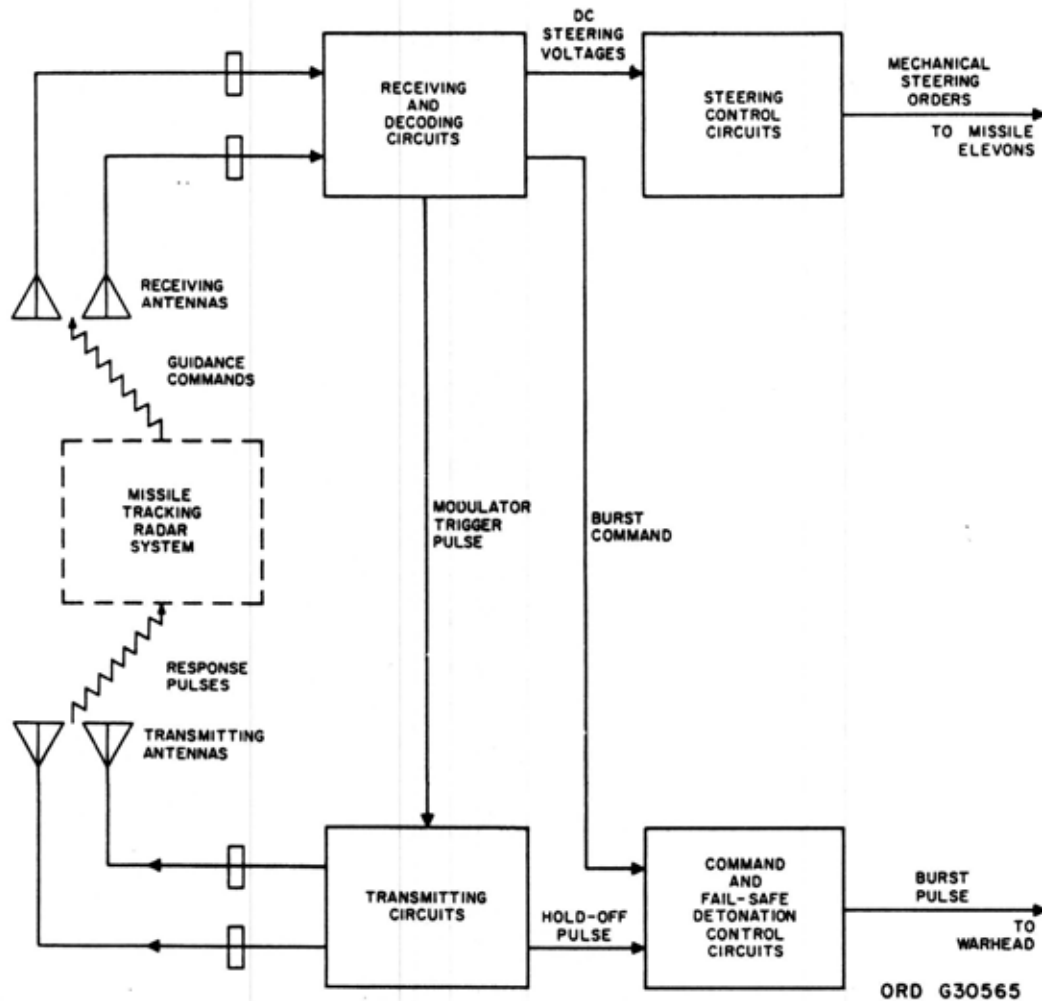 DC
STEERING
VOLTAGES
RECEIVING
AND
DECODING
CIRCUITS
STEERING
CONTROL
CIRCUITS
MECHANICAL
STEERING
ORDERS
TO MISSILE
ELEVONS
RECEIVING
ANTENNAS
GUIDANCE
COMMANDS
MISSILE
TRACKING
RADAR
SYSTEM
MODULATOR
TRIGGER
PULSE
BURST
COMMAND
RESPONSE
PULSES
TRANSMITTING
ANTENNAS
TRANSMITTING
CIRCUITS
HOLD-OFF
PULSE
COMMAND
AND
FAIL-SAFE
DETONATION
CONTROL
CIRCUITS
BURST
PULSE
TO
WARHEAD
ORD G30565